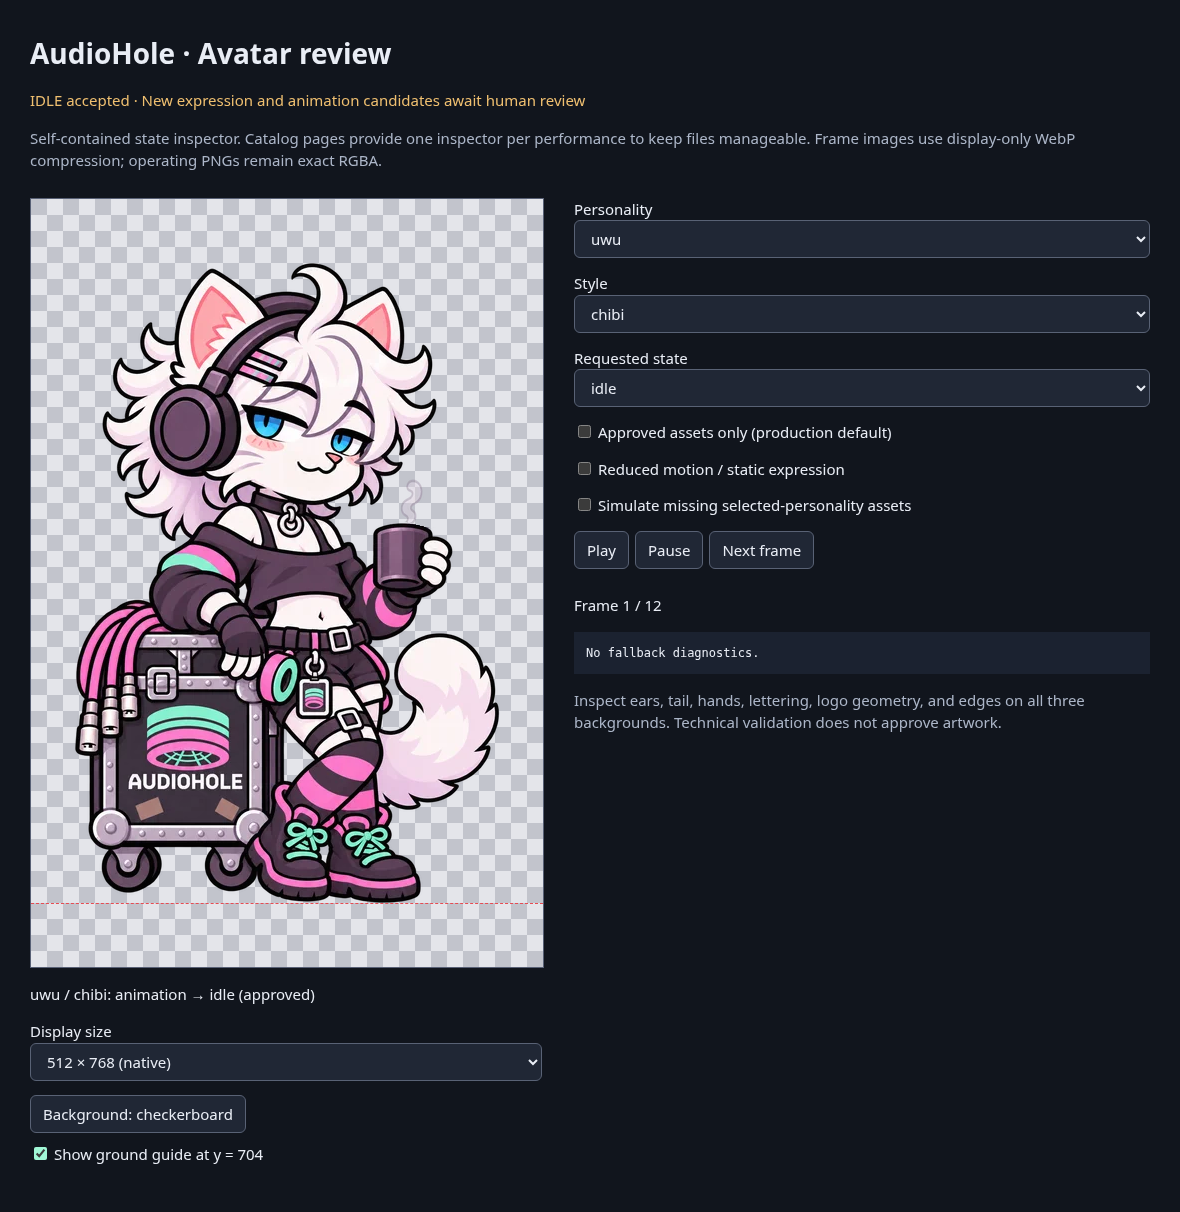 AudioHole · Avatar review
IDLE accepted · New expression and animation candidates await human review
Self-contained state inspector. Catalog pages provide one inspector per performance to keep files manageable. Frame images use display-only WebP
compression; operating PNGs remain exact RGBA.
AUDIOHOLE
uwu / chibi: animation → idle (approved)
Display size
512 × 768 (native)
Background: checkerboard
Show ground guide at y = 704
Personality
uwu
Style
chibi
Requested state
idle
Approved assets only (production default)
Reduced motion / static expression
Simulate missing selected-personality assets
Play Pause Next frame
Frame 1 / 12
No fallback diagnostics.
Inspect ears, tail, hands, lettering, logo geometry, and edges on all three
backgrounds. Technical validation does not approve artwork.